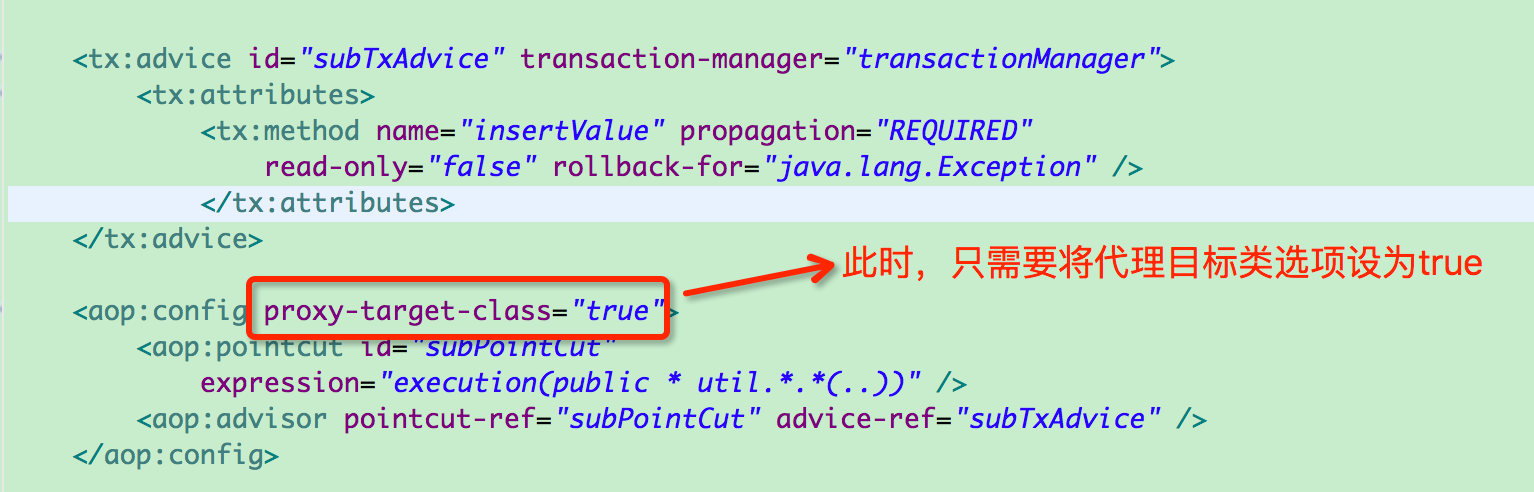 <tx:advice id="subTxAdvice" transaction-manager="transactionManager">
<tx:attributes>
<tx:method name="insertValue" propagation="REQUIRED"
read-only="false" rollback-for="java.lang.Exception" />
</tx:attributes>
</tx:advice>
此时，只需要将代理目标类选项设为true
<aop:config proxy-target-class="true">
<aop:pointcut id="subPointCut"
expression="execution(public * util.*.*(..))" />
<aop:advisor pointcut-ref="subPointCut" advice-ref="subTxAdvice" />
</aop:config>